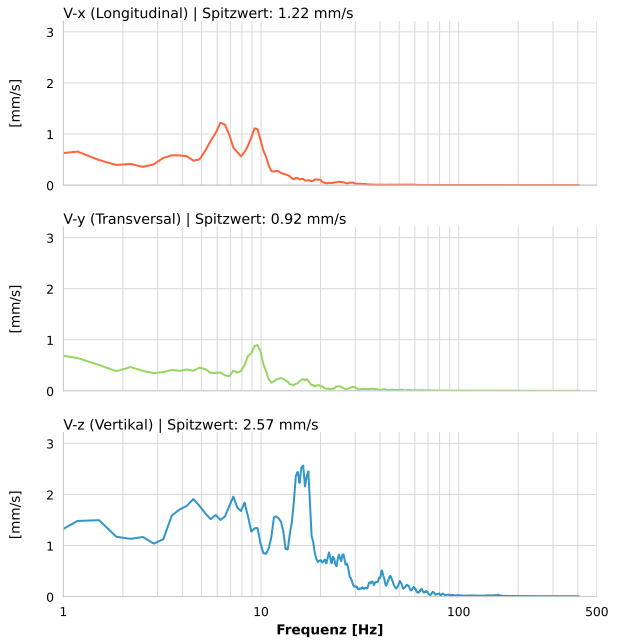 V-x (Longitudinal) | Spitzwert: 1.22 mm/s
3
2
1
0
[mm/s]
V-y (Transversal) | Spitzwert: 0.92 mm/s
3
2
1
0
[mm/s]
V-z (Vertikal) | Spitzwert: 2.57 mm/s
3
2
1
0
[mm/s]
1 10 100 500
Frequenz [Hz]